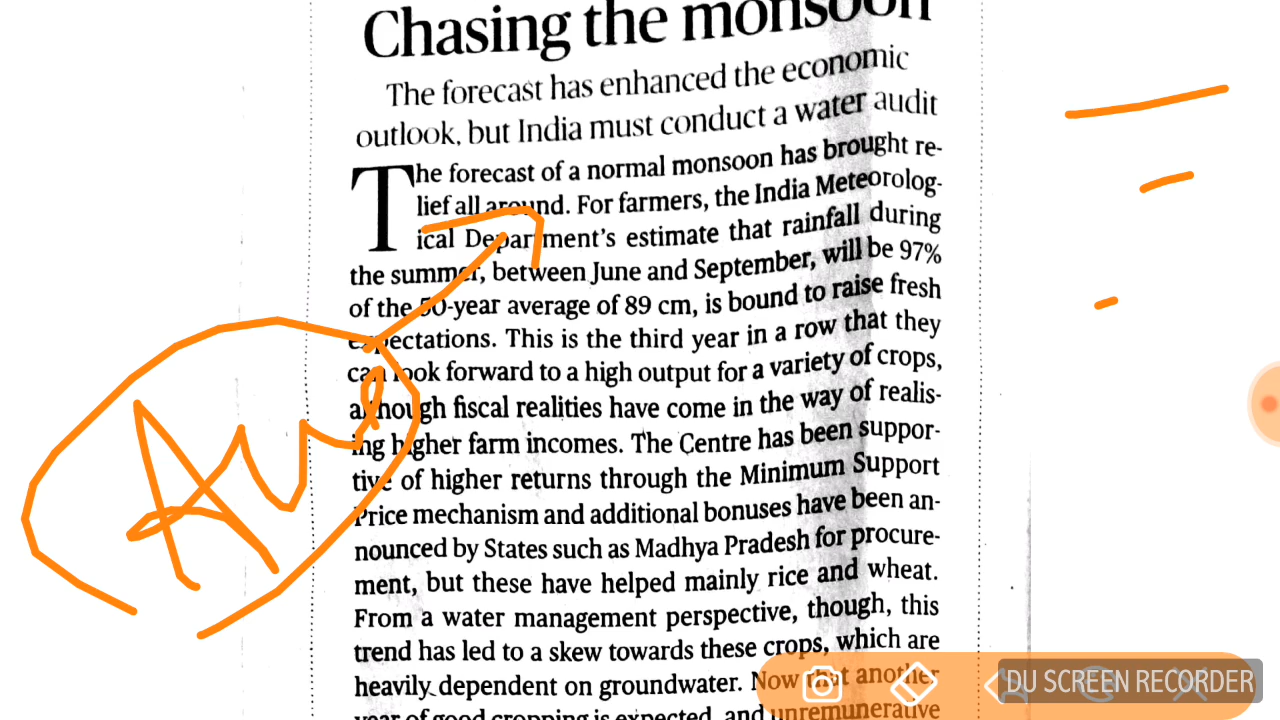 Chasing the monsoon
The forecast has enhanced the economic
outlook, but India must conduct a water audit
The forecast of a normal monsoon has brought re-
lief all around. For farmers, the India Meteorolog-
ical Department’s estimate that rainfall during
the summer, between June and September, will be 97%
of the 50-year average of 89 cm, is bound to raise fresh
expectations. This is the third year in a row that they
can look forward to a high output for a variety of crops,
although fiscal realities have come in the way of realis-
ing higher farm incomes. The Centre has been suppor-
tive of higher returns through the Minimum Support
Price mechanism and additional bonuses have been an-
nounced by States such as Madhya Pradesh for procure-
ment, but these have helped mainly rice and wheat.
From a water management perspective, though, this
trend has led to a skew towards these crops, which are
heavily dependent on groundwater. Now that another
year of good cropping is expected, and unremunerative
DU SCREEN RECORDER